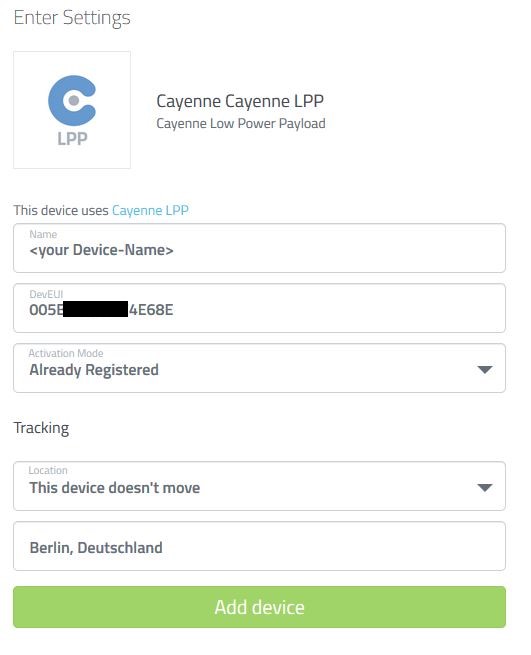 Enter Settings
LPP
Cayenne Cayenne LPP
Cayenne Low Power Payload
This device uses Cayenne LPP
Name
<your Device-Name>
DevEUI
005E 4E68E
Activation Mode
Already Registered
Tracking
Location
This device doesn't move
Berlin, Deutschland
Add device